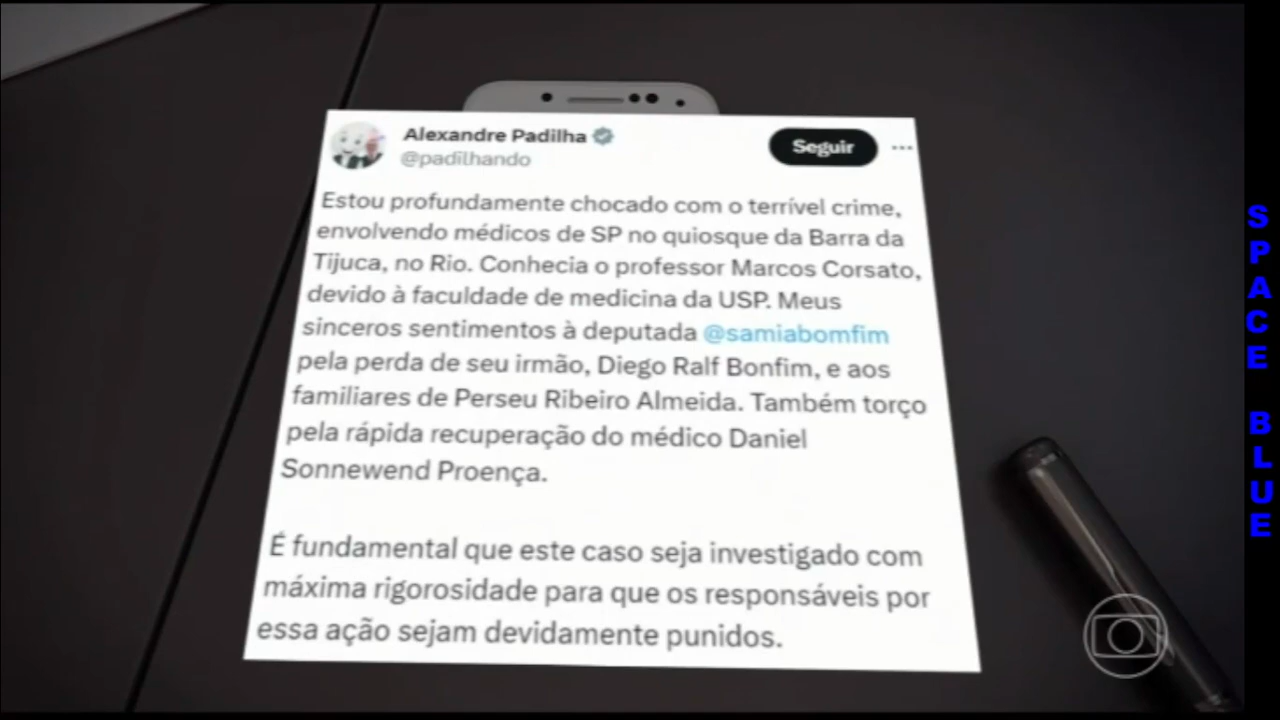 Alexandre Padilha
@padilhando
Seguir
Estou profundamente chocado com o terrível crime,
envolvendo médicos de SP no quiosque da Barra da
Tijuca, no Rio. Conhecia o professor Marcos Corsato,
devido à faculdade de medicina da USP. Meus
sinceros sentimentos à deputada @samiabomfim
pela perda de seu irmão, Diego Ralf Bonfim, e aos
familiares de Perseu Ribeiro Almeida. Também torço
pela rápida recuperação do médico Daniel
Sonnewend Proença.
É fundamental que este caso seja investigado com
máxima rigorosidade para que os responsáveis por
essa ação sejam devidamente punidos.
SPACE BLUE